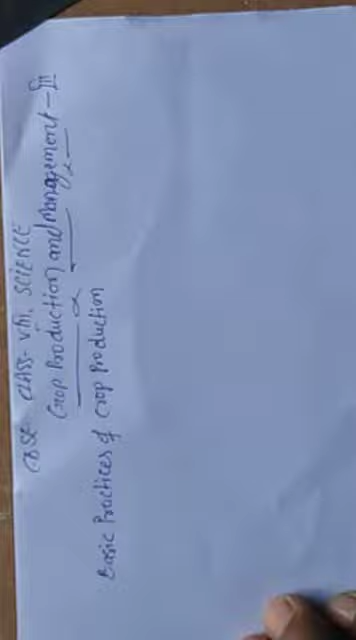 CBSE CLASS- VIII, SCIENCE
Crop Production and Management - II
Basic Practices of Crop Production